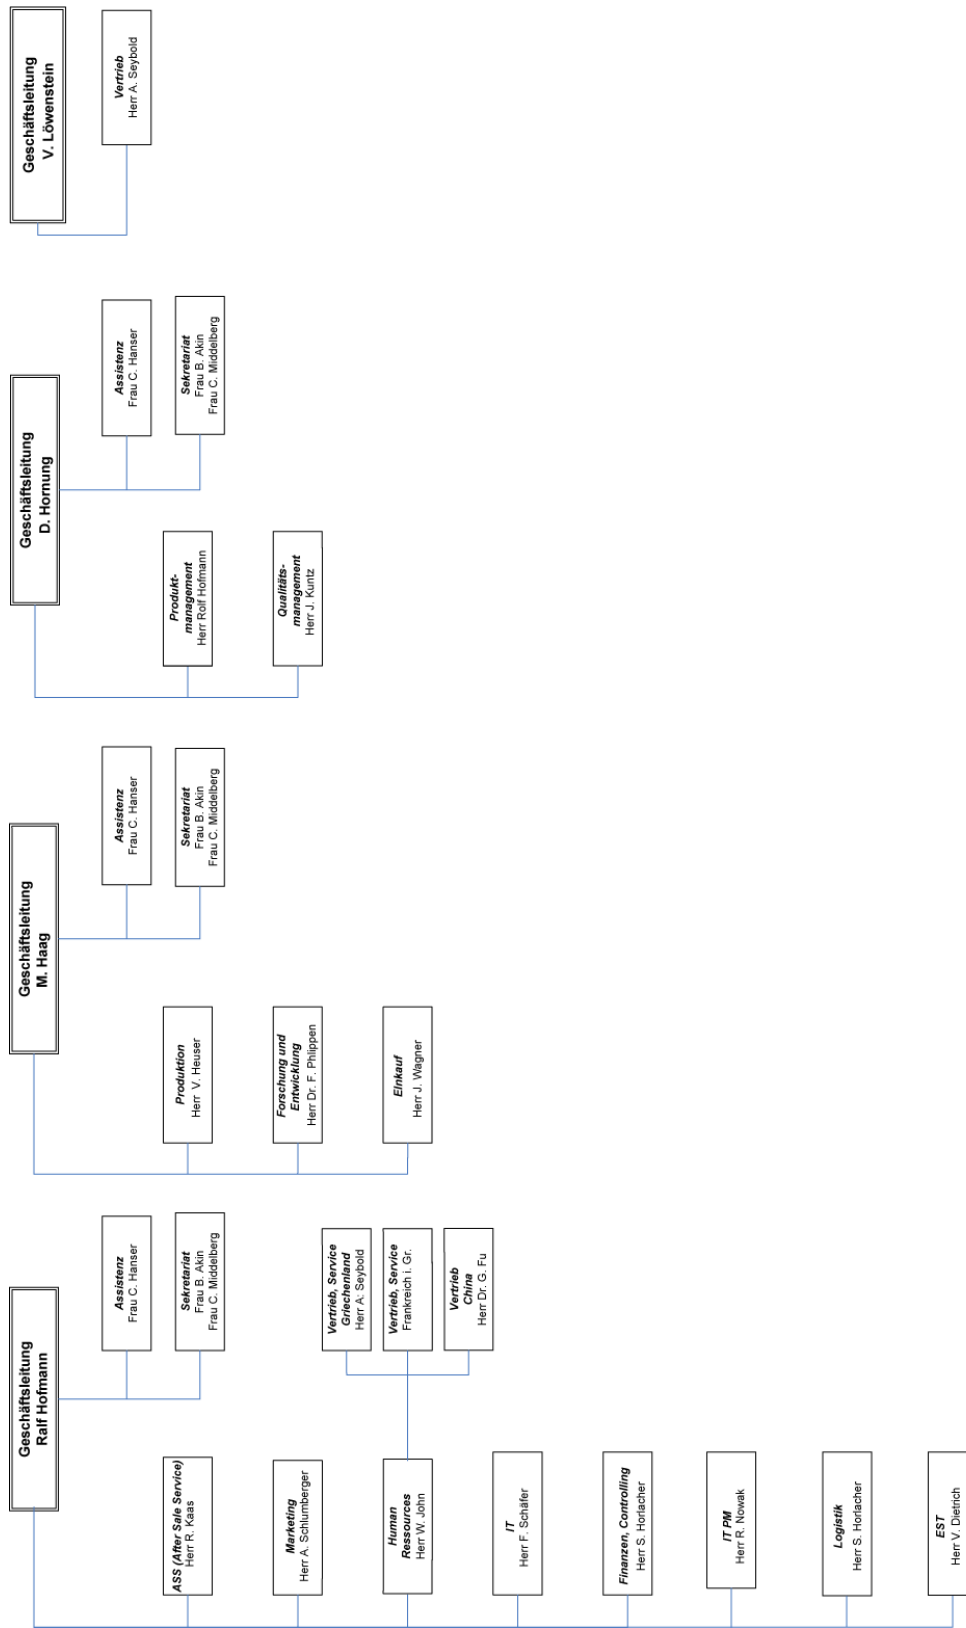 Geschäftsleitung
Ralf Hofmann
Assistenz
Frau C. Hanser
Sekretariat
Frau B. Akin
Frau C. Middelberg
ASS (After Sale Service)
Herr R. Kaas
Marketing
Herr A. Schlumberger
Human
Ressources
Herr W. John
Vertrieb, Service
Griechenland
Herr A: Seybold
Vertrieb, Service
Frankreich i. Gr.
Vertrieb
China
Herr Dr. G. Fu
IT
Herr F. Schäfer
Finanzen, Controlling
Herr S. Horlacher
IT PM
Herr R. Nowak
Logistik
Herr S. Horlacher
EST
Herr V. Dietrich
Geschäftsleitung
M. Haag
Assistenz
Frau C. Hanser
Sekretariat
Frau B. Akin
Frau C. Middelberg
Produktion
Herr V. Heuser
Forschung und
Entwicklung
Herr Dr. F. Phlippen
EInkauf
Herr J. Wagner
Geschäftsleitung
D. Hornung
Assistenz
Frau C. Hanser
Sekretariat
Frau B. Akin
Frau C. Middelberg
Produkt-
management
Herr Rolf Hofmann
Qualitäts-
management
Herr J. Kuntz
Geschäftsleitung
V. Löwenstein
Vertrieb
Herr A. Seybold